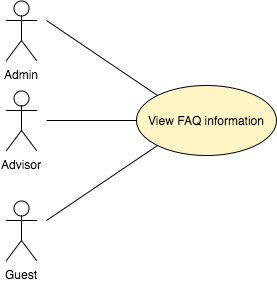 Admin
View FAQ information
Advisor
Guest